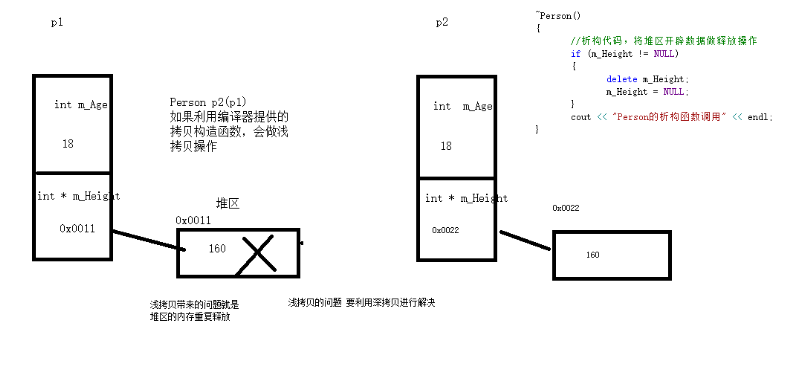 p1
int m_Age
18
int * m_Height
0x0011
Person p2(p1)
如果利用编译器提供的
拷贝构造函数，会做浅
拷贝操作
堆区
0x0011
160
浅拷贝带来的问题就是
堆区的内存重复释放
浅拷贝的问题 要利用深拷贝进行解决
p2
int m_Age
18
int * m_Height
0x0022
0x0022
160
~Person()
{
//析构代码，将堆区开辟数据做释放操作
if (m_Height != NULL)
{
delete m_Height;
m_Height = NULL;
}
cout << "Person的析构函数调用" << endl;
}